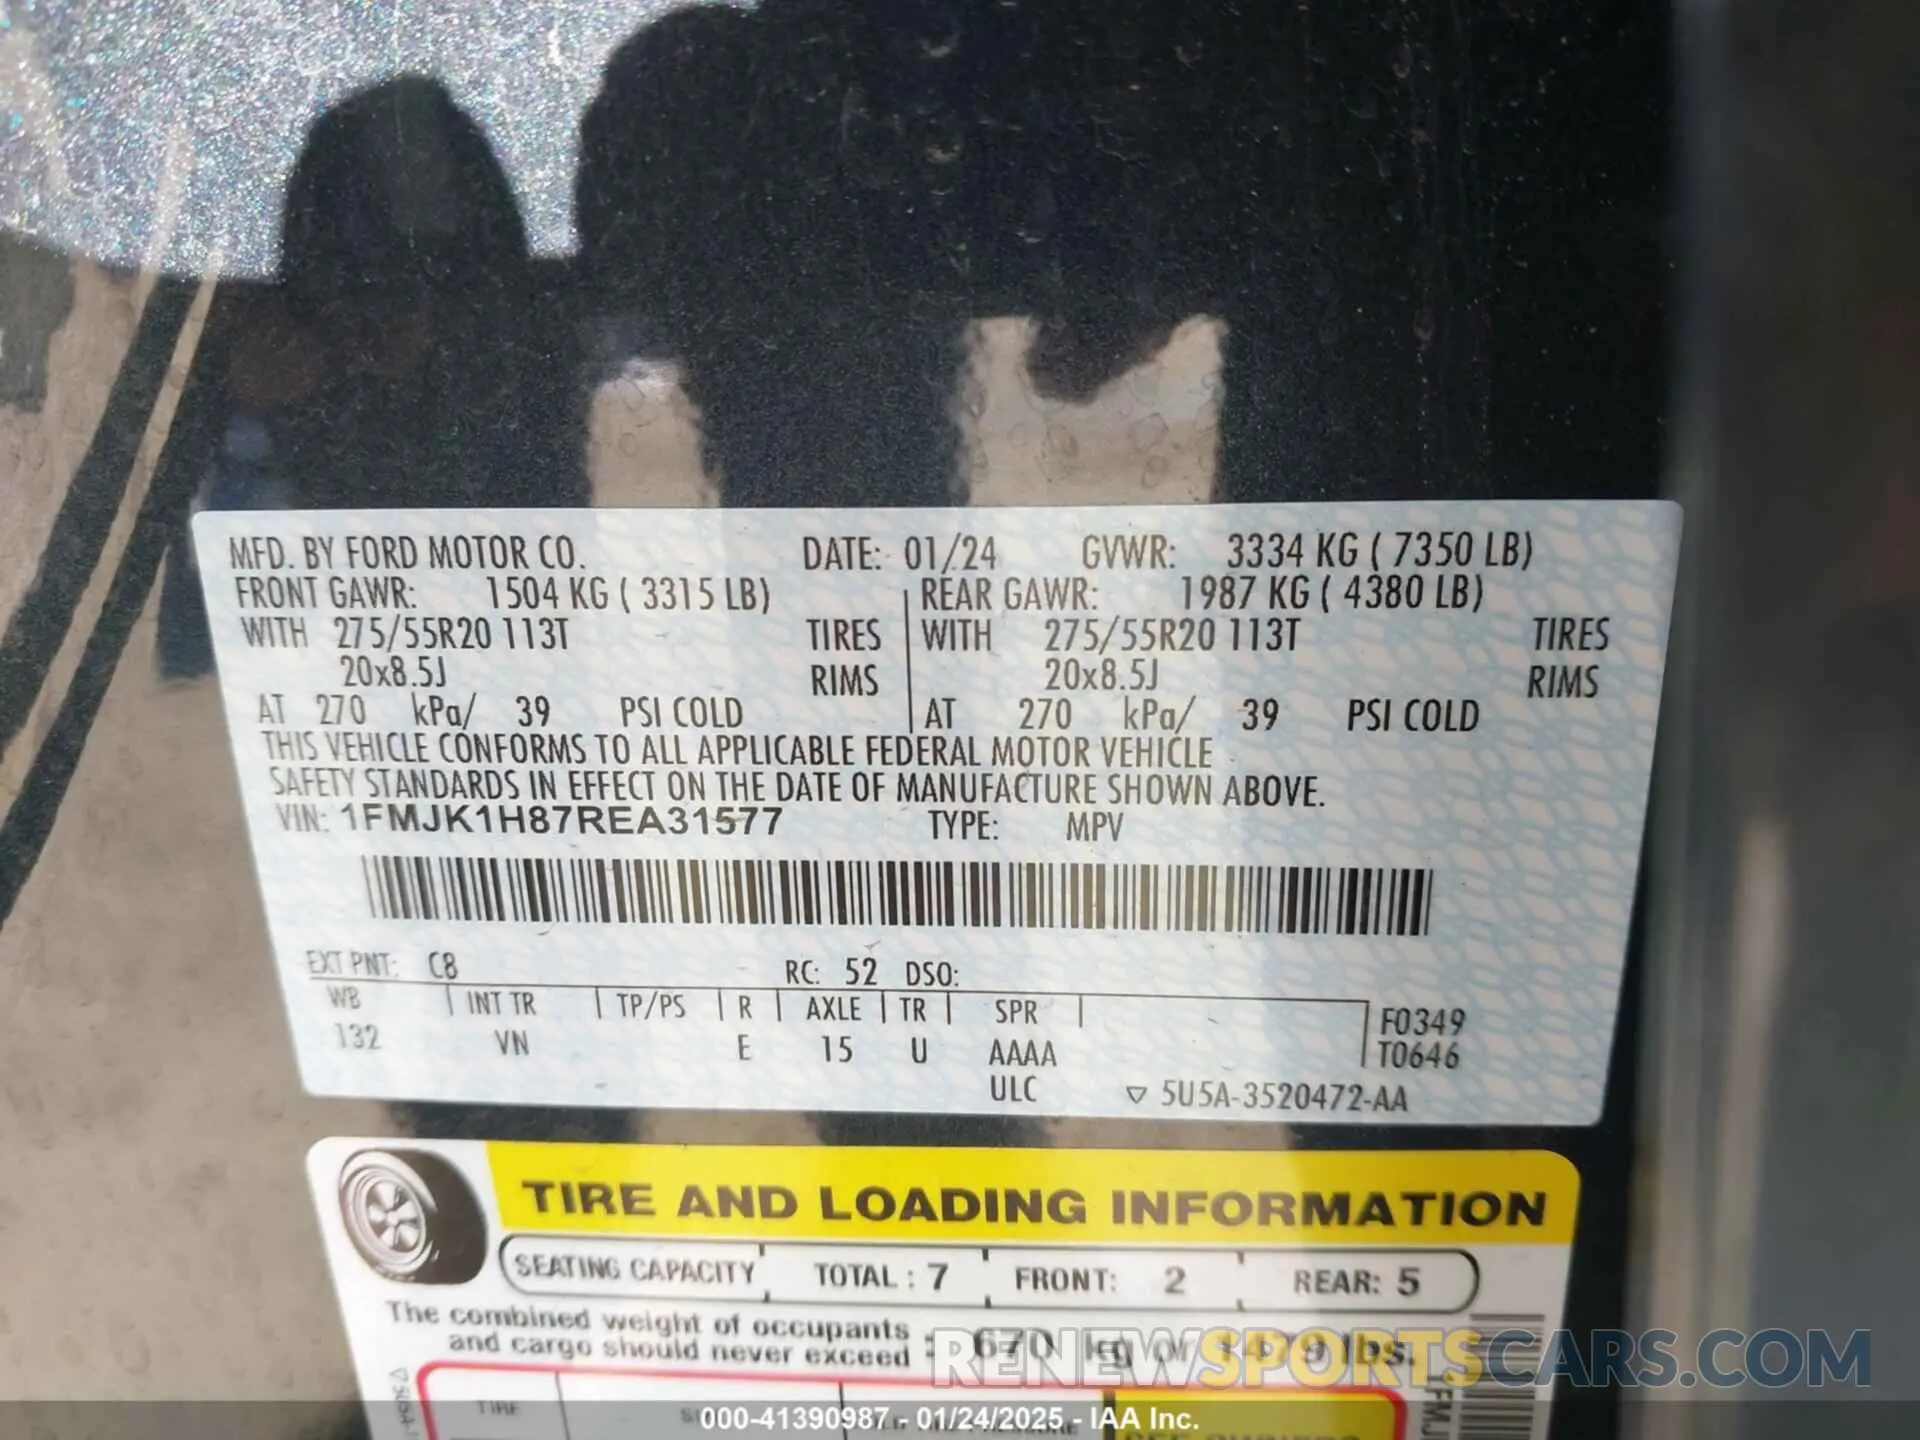 MFD. BY FORD MOTOR CO. DATE: 01/24 GVWR: 3334 KG ( 7350 LB)
FRONT GAWR: 1504 KG ( 3315 LB) REAR GAWR: 1987 KG ( 4380 LB)
WITH 275/55R20 113T TIRES WITH 275/55R20 113T TIRES
20x8.5J RIMS 20x8.5J RIMS
AT 270 kPa/ 39 PSI COLD AT 270 kPa/ 39 PSI COLD
THIS VEHICLE CONFORMS TO ALL APPLICABLE FEDERAL MOTOR VEHICLE
SAFETY STANDARDS IN EFFECT ON THE DATE OF MANUFACTURE SHOWN ABOVE.
VIN: 1FMJK1H87REA31577 TYPE: MPV
EXT PNT: C8 RC: 52 DSO:
WB INT TR TP/PS R AXLE TR SPR F0349
132 VN E 15 U AAAA T0646
ULC ▽ 5U5A-3520472-AA
TIRE AND LOADING INFORMATION
SEATING CAPACITY TOTAL : 7 FRONT: 2 REAR: 5
The combined weight of occupants
and cargo should never exceed : 670 kg or 1479 lbs.
RENEWSPORTSCARS.COM
TIRE
000-41390987 - 01/24/2025 - IAA Inc.